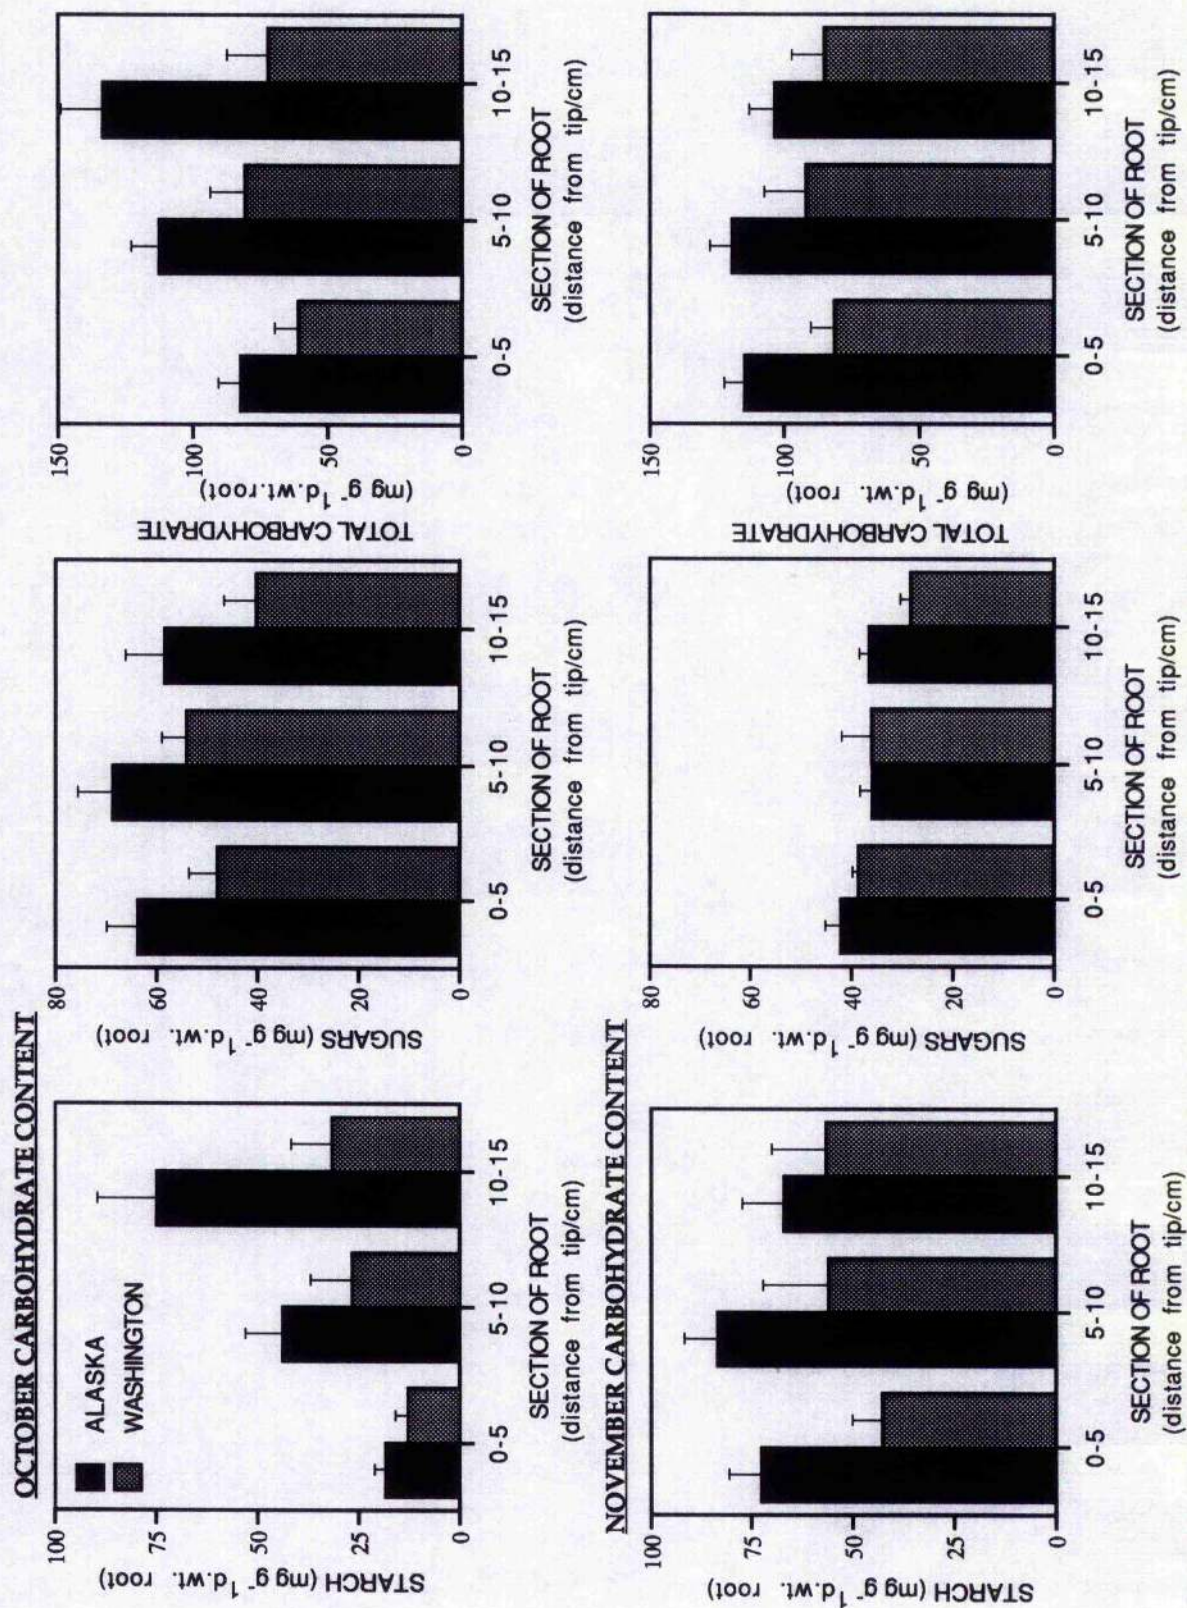 OCTOBER CARBOHYDRATE CONTENT
ALASKA
WASHINGTON
STARCH (mg g⁻¹d.wt. root)
100
75
50
25
0
0-5
5-10
10-15
SECTION OF ROOT
(distance from tip/cm)
SUGARS (mg g⁻¹d.wt. root)
80
60
40
20
0
0-5
5-10
10-15
SECTION OF ROOT
(distance from tip/cm)
TOTAL CARBOHYDRATE
(mg g⁻¹d.wt.root)
150
100
50
0
0-5
5-10
10-15
SECTION OF ROOT
(distance from tip/cm)
NOVEMBER CARBOHYDRATE CONTENT
STARCH (mg g⁻¹d.wt. root)
100
75
50
25
0
0-5
5-10
10-15
SECTION OF ROOT
(distance from tip/cm)
SUGARS (mg g⁻¹d.wt. root)
80
60
40
20
0
0-5
5-10
10-15
SECTION OF ROOT
(distance from tip/cm)
TOTAL CARBOHYDRATE
(mg g⁻¹d.wt. root)
150
100
50
0
0-5
5-10
10-15
SECTION OF ROOT
(distance from tip/cm)